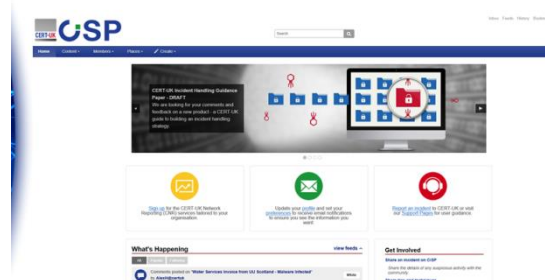 CERT-UK CiSP
Search
Home Content Members Places Create
CERT-UK Incident Handling Guidance
Paper - DRAFT
We are looking for your comments and
feedback on a new product - a CERT-UK
guide to building an incident handling
strategy.
Sign up for the CERT-UK Network
Reporting (CNR) services tailored to your
organisation.
Update your profile and set your
preferences to receive email notifications
to ensure you see the information you
want.
Report an incident to CERT-UK or visit
our Support Pages for user guidance.
What's Happening
view feeds
All
Comments posted on "Water Services Invoice from UU Scotland - Malware Infected"
Get Involved
Share an incident on CiSP
Share the details of any suspicious activity with the
community.